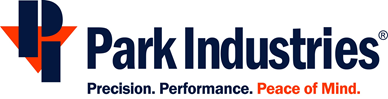 Park Industries®
Precision. Performance. Peace of Mind.